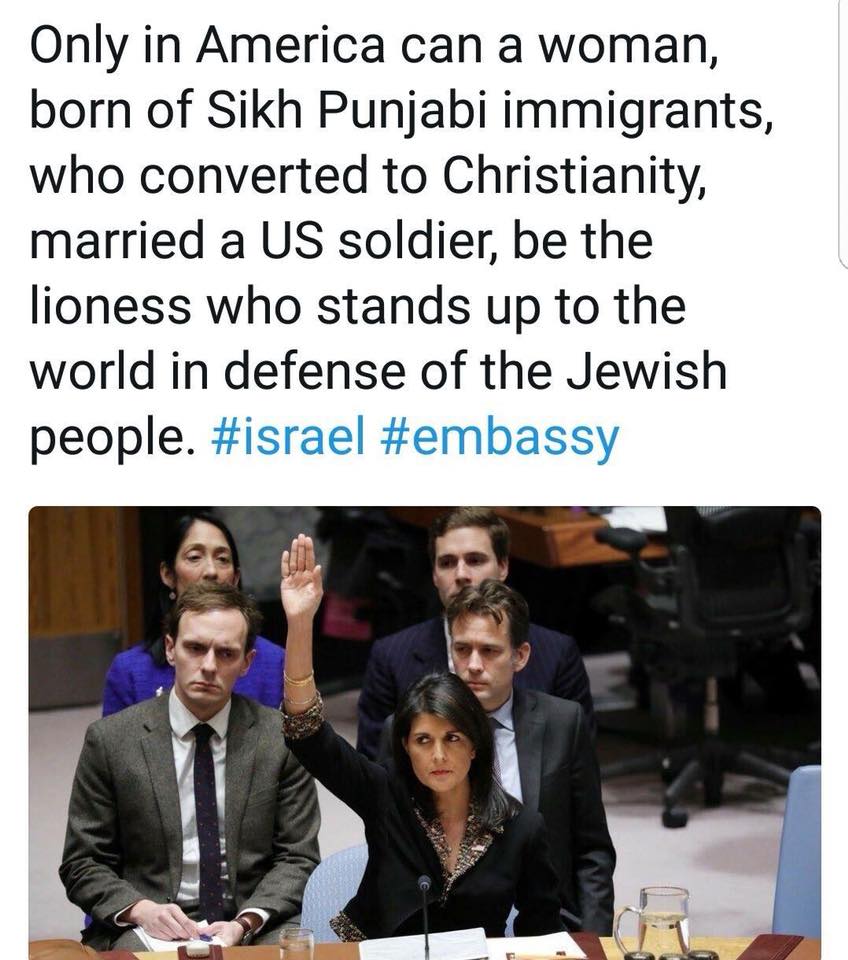 Only in America can a woman,
born of Sikh Punjabi immigrants,
who converted to Christianity,
married a US soldier, be the
lioness who stands up to the
world in defense of the Jewish
people. #israel #embassy